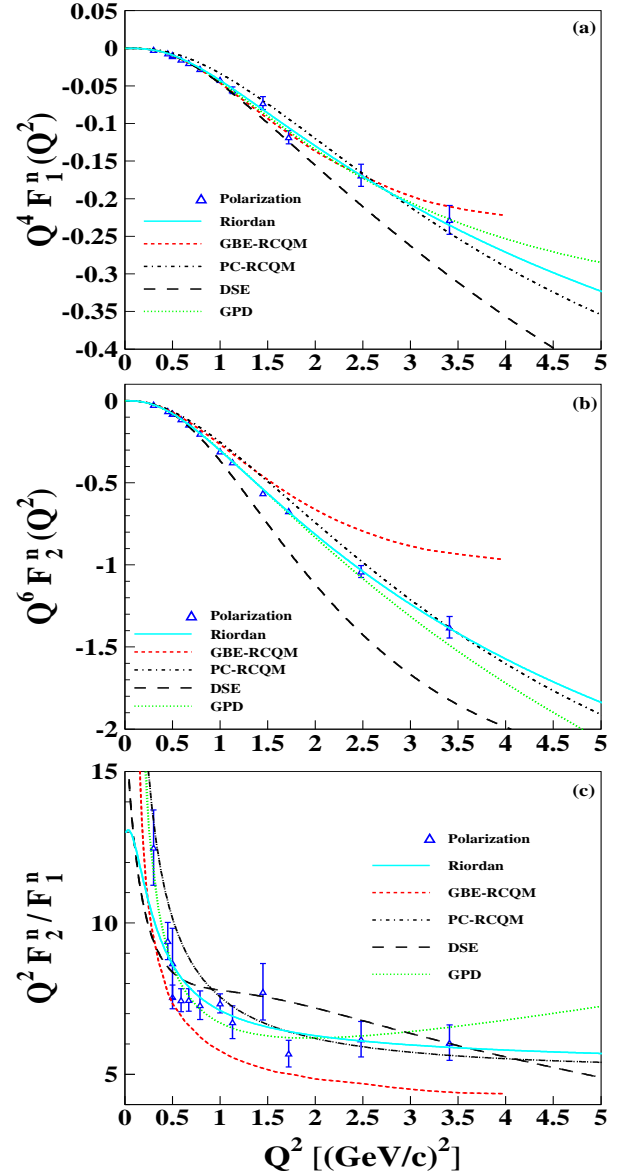 (a)
0
-0.05
-0.1
-0.15
-0.2
-0.25
-0.3
-0.35
-0.4
Q⁴ F₁ⁿ(Q²)
Polarization
Riordan
GBE-RCQM
PC-RCQM
DSE
GPD
0 0.5 1 1.5 2 2.5 3 3.5 4 4.5 5
(b)
0
-0.5
-1
-1.5
-2
Q⁶ F₂ⁿ(Q²)
Polarization
Riordan
GBE-RCQM
PC-RCQM
DSE
GPD
0 0.5 1 1.5 2 2.5 3 3.5 4 4.5 5
(c)
15
10
5
Q² F₂ⁿ / F₁ⁿ
Polarization
Riordan
GBE-RCQM
PC-RCQM
DSE
GPD
0 0.5 1 1.5 2 2.5 3 3.5 4 4.5 5
Q² [(GeV/c)²]